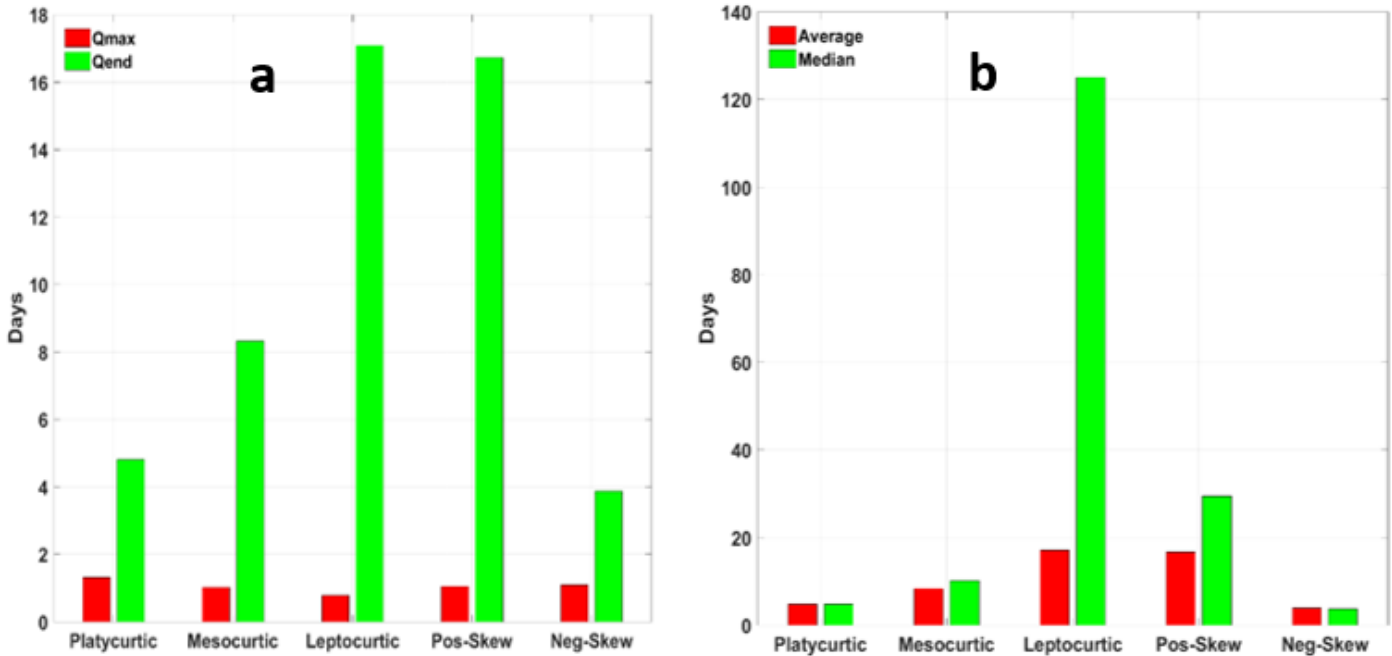 a
Qmax
Qend
18
16
14
12
10
8
6
4
2
0
Days
Platycurtic Mesocurtic Leptocurtic Pos-Skew Neg-Skew
b
Average
Median
140
120
100
80
60
40
20
0
Days
Platycurtic Mesocurtic Leptocurtic Pos-Skew Neg-Skew